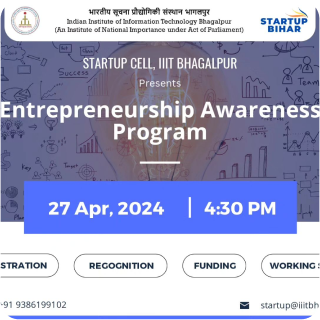 भारतीय सूचना प्रौद्योगिकी संस्थान भागलपुर
Indian Institute of Information Technology Bhagalpur
(An Institute of National Importance under Act of Parliament)
STARTUP
BIHAR
STARTUP CELL, IIIT BHAGALPUR
Presents
Entrepreneurship Awareness
Program
27 Apr, 2024 | 4:30 PM
STRATION
REGOGNITION
FUNDING
WORKING
-91 9386199102
startup@iiitbh